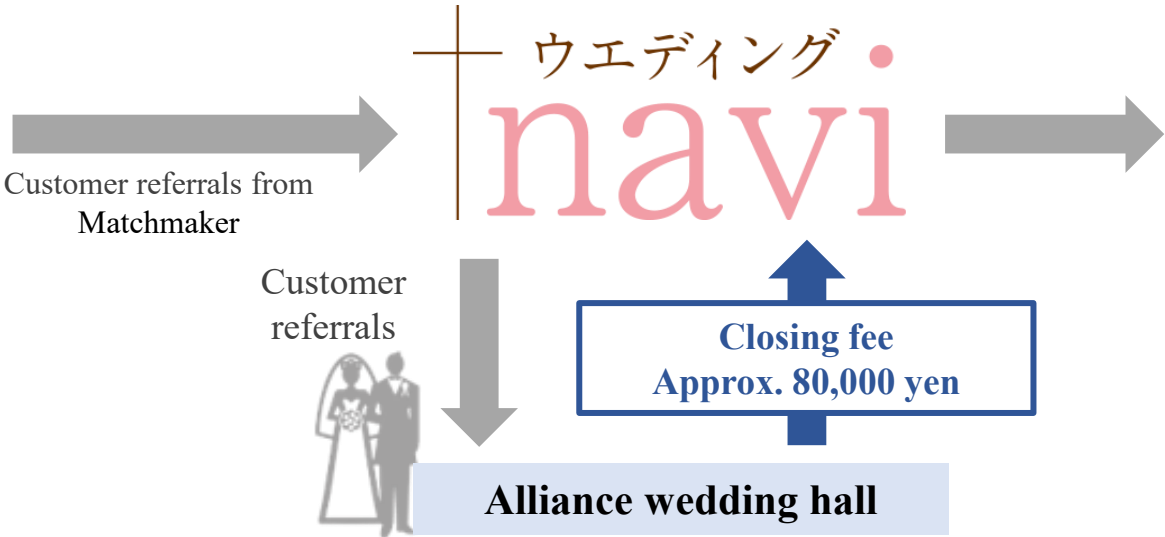 ウエディング
navi
Customer referrals from
Matchmaker
Customer
referrals
Closing fee
Approx. 80,000 yen
Alliance wedding hall